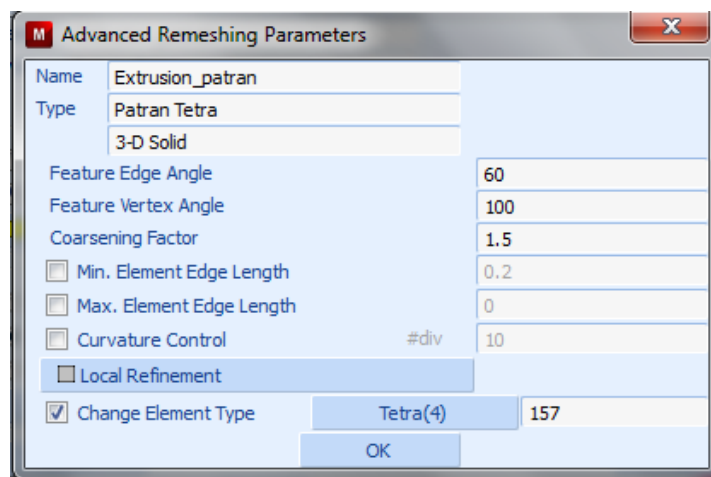 M Advanced Remeshing Parameters X
Name Extrusion_patran
Type Patran Tetra
3-D Solid
Feature Edge Angle 60
Feature Vertex Angle 100
Coarsening Factor 1.5
Min. Element Edge Length 0.2
Max. Element Edge Length 0
Curvature Control #div 10
Local Refinement
Change Element Type Tetra(4) 157
OK